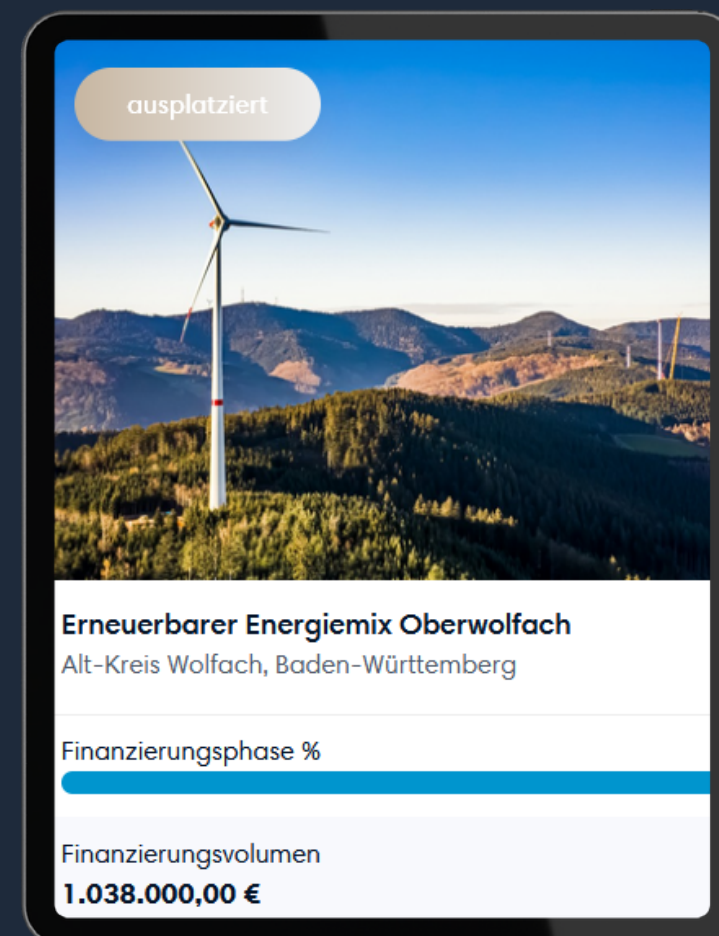 ausplatziert
Erneuerbarer Energiemix Oberwolfach
Alt-Kreis Wolfach, Baden-Württemberg
Finanzierungsphase %
Finanzierungsvolumen
1.038.000,00 €